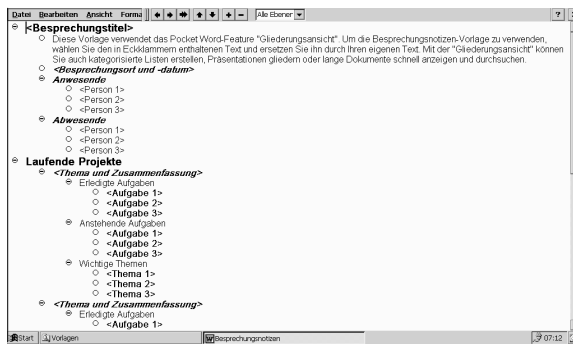 Datei Bearbeiten Ansicht Forma Alle Ebener ?
<Besprechungstitel>
Diese Vorlage verwendet das Pocket Word-Feature "Gliederungsansicht". Um die Besprechungsnotizen-Vorlage zu verwenden,
wählen Sie den in Eckklammern enthaltenen Text und ersetzen Sie ihn durch Ihren eigenen Text. Mit der "Gliederungsansicht" können
Sie auch kategorisierte Listen erstellen, Präsentationen gliedern oder lange Dokumente schnell anzeigen und durchsuchen.
<Besprechungsort und -datum>
Anwesende
<Person 1>
<Person 2>
<Person 3>
Abwesende
<Person 1>
<Person 2>
<Person 3>
Laufende Projekte
<Thema und Zusammenfassung>
Erledigte Aufgaben
<Aufgabe 1>
<Aufgabe 2>
<Aufgabe 3>
Anstehende Aufgaben
<Aufgabe 1>
<Aufgabe 2>
<Aufgabe 3>
Wichtige Themen
<Thema 1>
<Thema 2>
<Thema 3>
<Thema und Zusammenfassung>
Erledigte Aufgaben
<Aufgabe 1>
Start Vorlagen Besprechungsnotizen 07:12